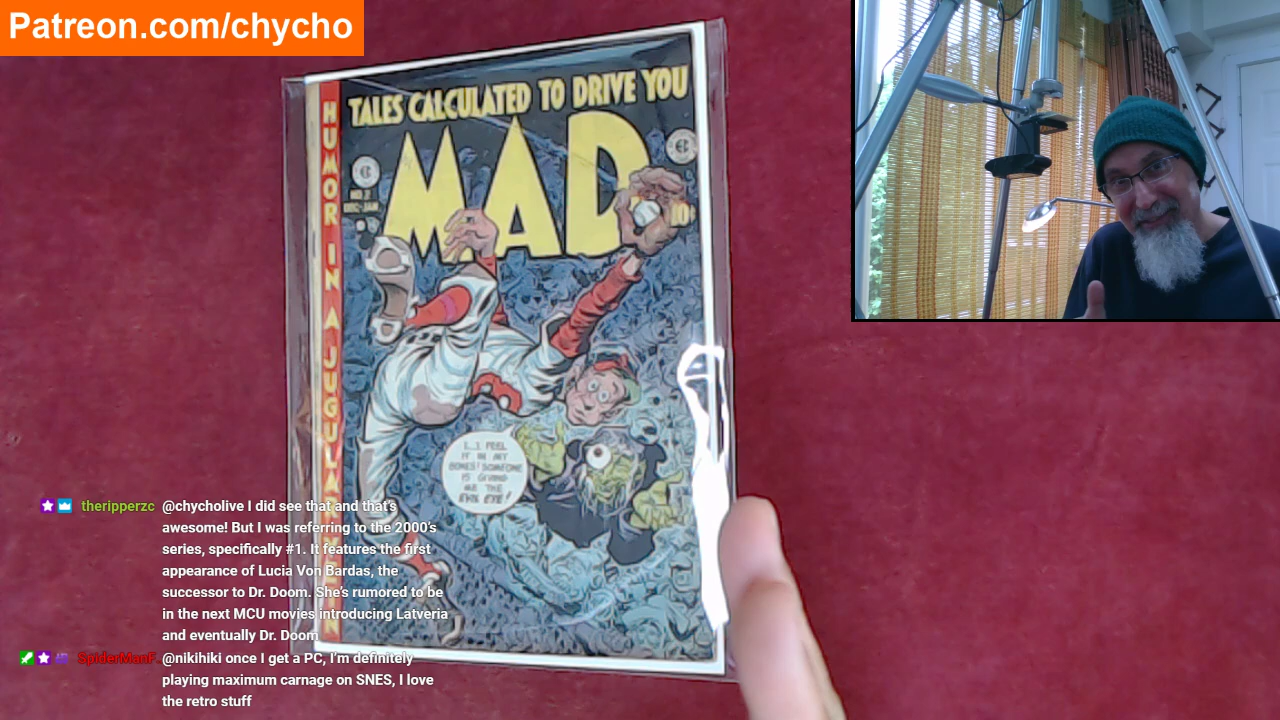 Patreon.com/chycho
TALES CALCULATED TO DRIVE YOU
MAD
HUMOR IN A JUGULAR VEIN
10¢
I... I FEEL
IT IN MY
BONES! SOMEONE
IS GIVING
ME THE
EVIL EYE!
theripperzc @chycholive I did see that and that's
awesome! But I was referring to the 2000's
series, specifically #1. It features the first
appearance of Lucia Von Bardas, the
successor to Dr. Doom. She's rumored to be
in the next MCU movies introducing Latveria
and eventually Dr. Doom
@nikihiki once I get a PC, I'm definitely
playing maximum carnage on SNES, I love
the retro stuff